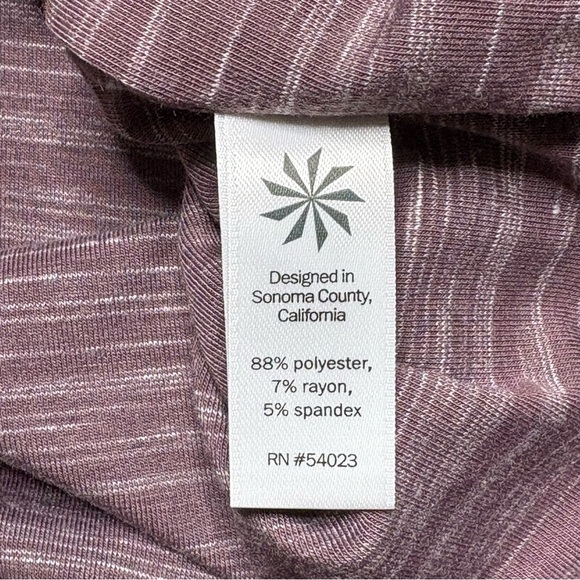 Designed in
Sonoma County,
California
88% polyester,
7% rayon,
5% spandex
RN #54023